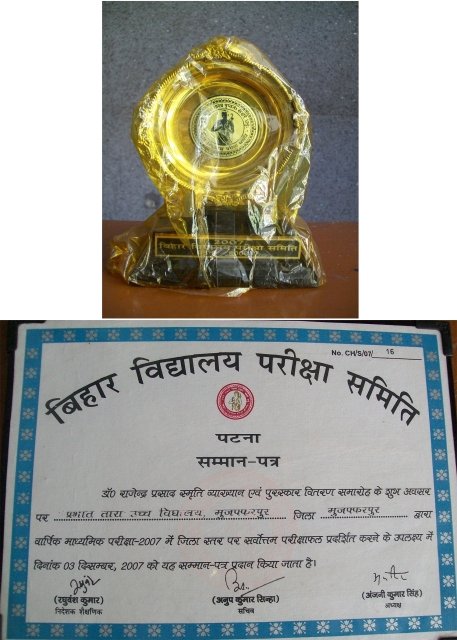 2007
बिहार विद्यालय परीक्षा समिति
No. CH/S/07/ 16
बिहार विद्यालय परीक्षा समिति
पटना
सम्मान-पत्र
डॉ0 राजेन्द्र प्रसाद स्मृति व्याख्यान एवं पुरस्कार वितरण समारोह के शुभ अवसर
पर प्रभात तारा उच्च विद्यालय, मुजफ्फरपुर जिला मुजफ्फरपुर द्वारा
वार्षिक माध्यमिक परीक्षा-2007 में जिला स्तर पर सर्वोत्तम परीक्षाफल प्रदर्शित करने के उपलक्ष्य में
दिनांक 03 दिसम्बर, 2007 को यह सम्मान-पत्र प्रदान किया जाता है।
(रघुवंश कुमार) (अनुप कुमार सिन्हा) (अंजनी कुमार सिंह)
निदेशक शैक्षणिक सचिव अध्यक्ष